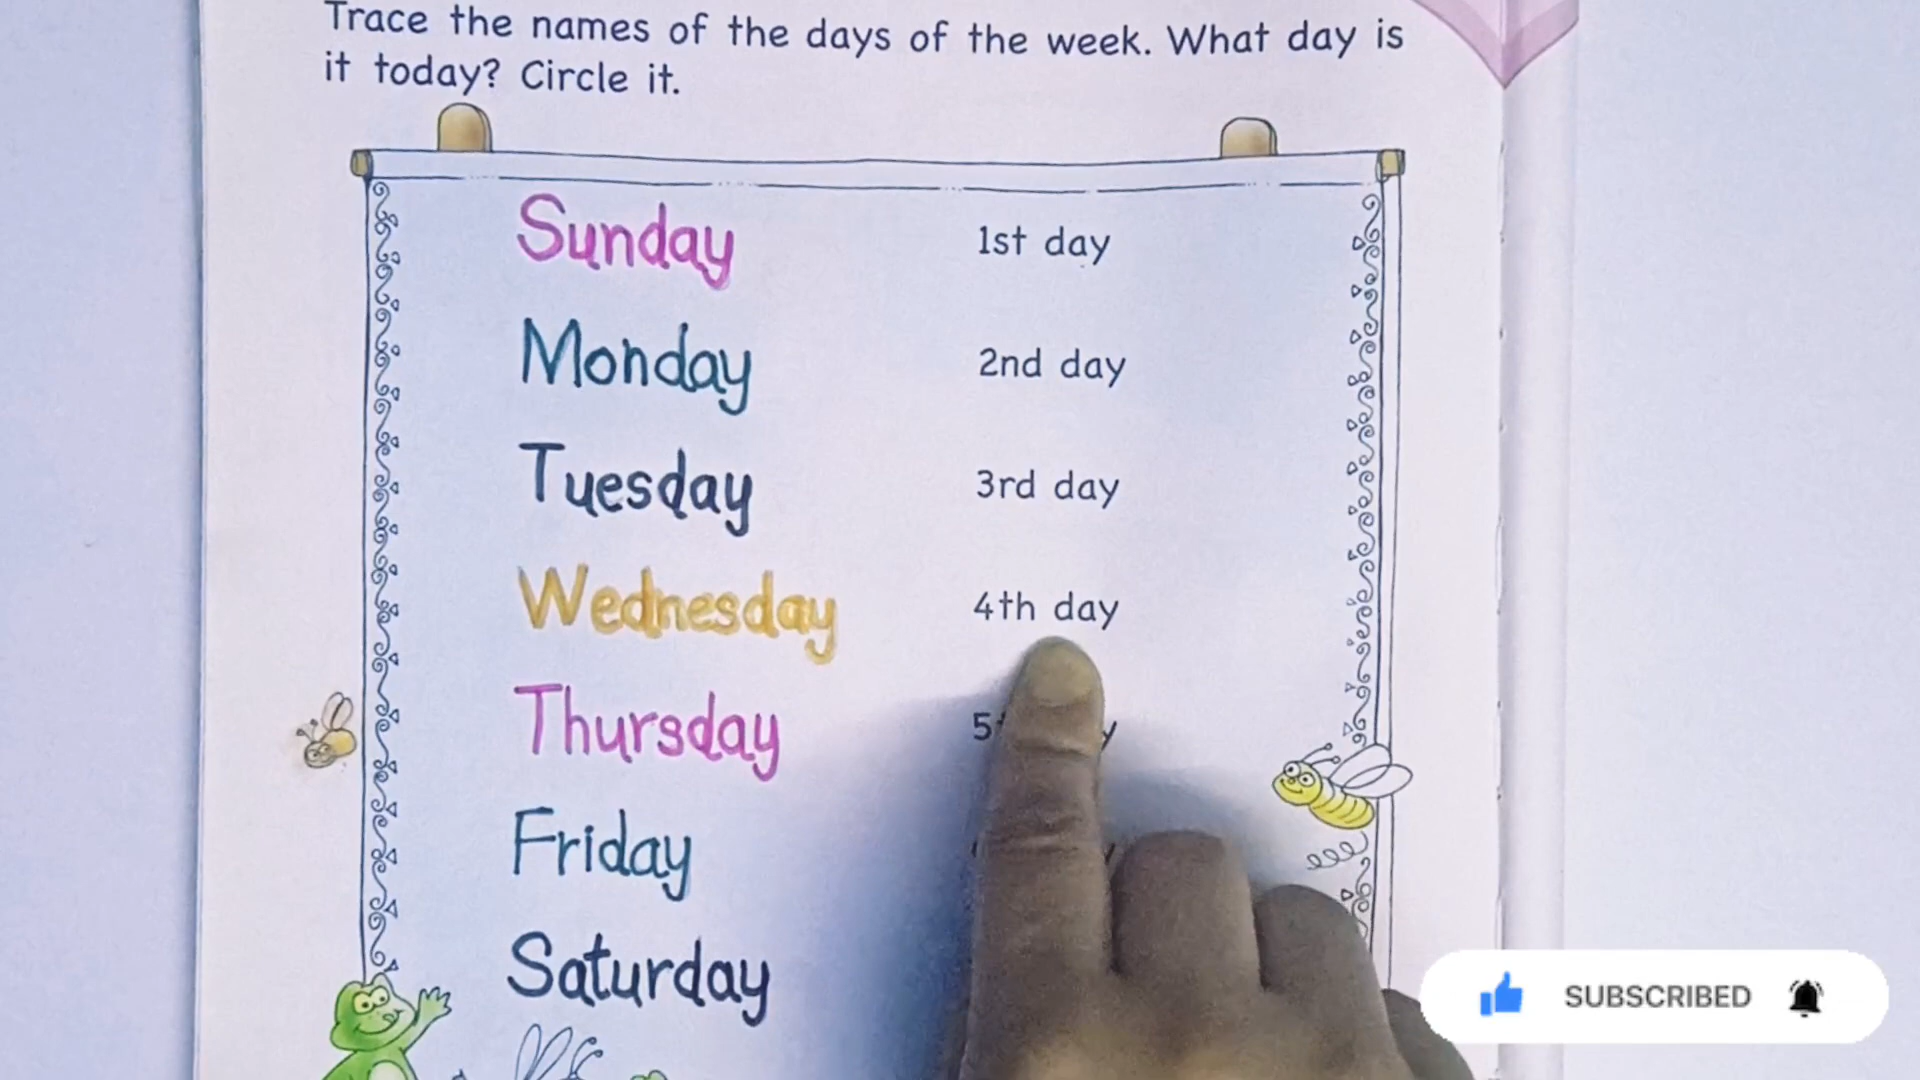 Trace the names of the days of the week. What day is
it today? Circle it.
Sunday 1st day
Monday 2nd day
Tuesday 3rd day
Wednesday 4th day
Thursday
Friday
Saturday
SUBSCRIBED